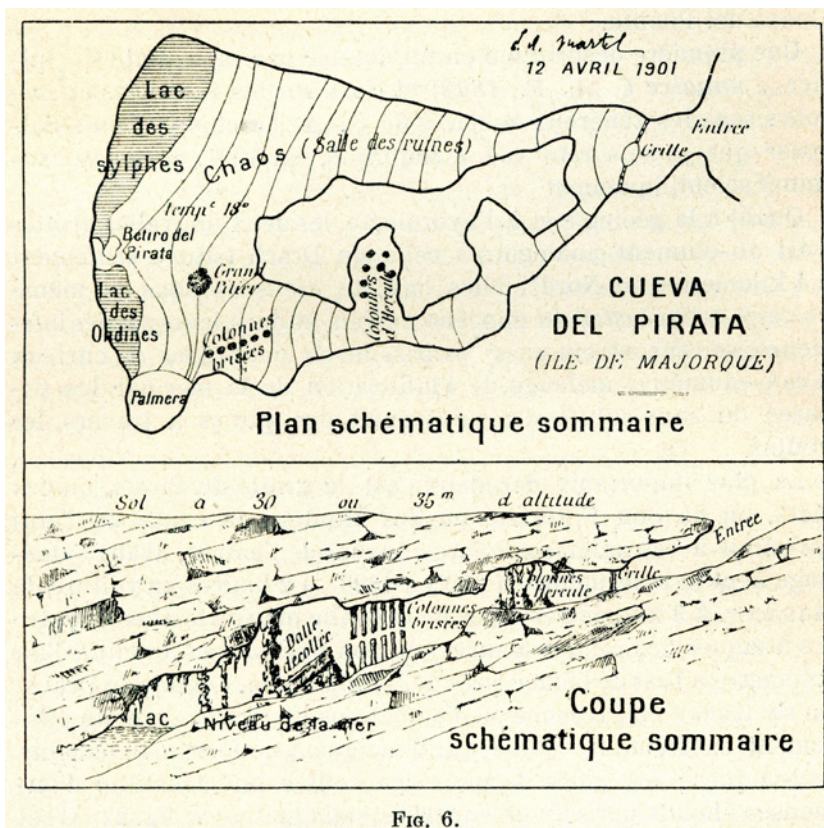 É. A. Martel
12 AVRIL 1901
Lac
des
sylphes
Chaos (Salle des ruines)
Entrée
Grille
Temp.e 18°
Retiro del
Pirata
Grand
Pilier
Lac
des
Ondines
Colonnes
brisées
Colonnes
d'Hercule
Palmera
CUEVA
DEL PIRATA
(ILE DE MAJORQUE)
Plan schématique sommaire
Sol à 30 ou 35m d'altitude
Entrée
Grille
Colonnes
d'Hercule
Colonnes
brisées
Dalle
décollée
Lac
Niveau de la mer
Coupe
schématique sommaire
FIG. 6.